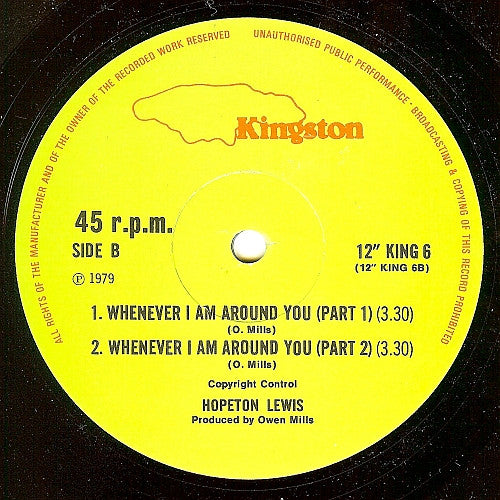 ALL RIGHTS OF THE MANUFACTURER AND OF THE OWNER OF THE RECORDED WORK RESERVED
UNAUTHORISED PUBLIC PERFORMANCE · BROADCASTING & COPYING OF THIS RECORD PROHIBITED
Kingston
45 r.p.m.
SIDE B
℗ 1979
12" KING 6
(12" KING 6B)
1. WHENEVER I AM AROUND YOU (PART 1) (3.30)
(O. Mills)
2. WHENEVER I AM AROUND YOU (PART 2) (3.30)
(O. Mills)
Copyright Control
HOPETON LEWIS
Produced by Owen Mills